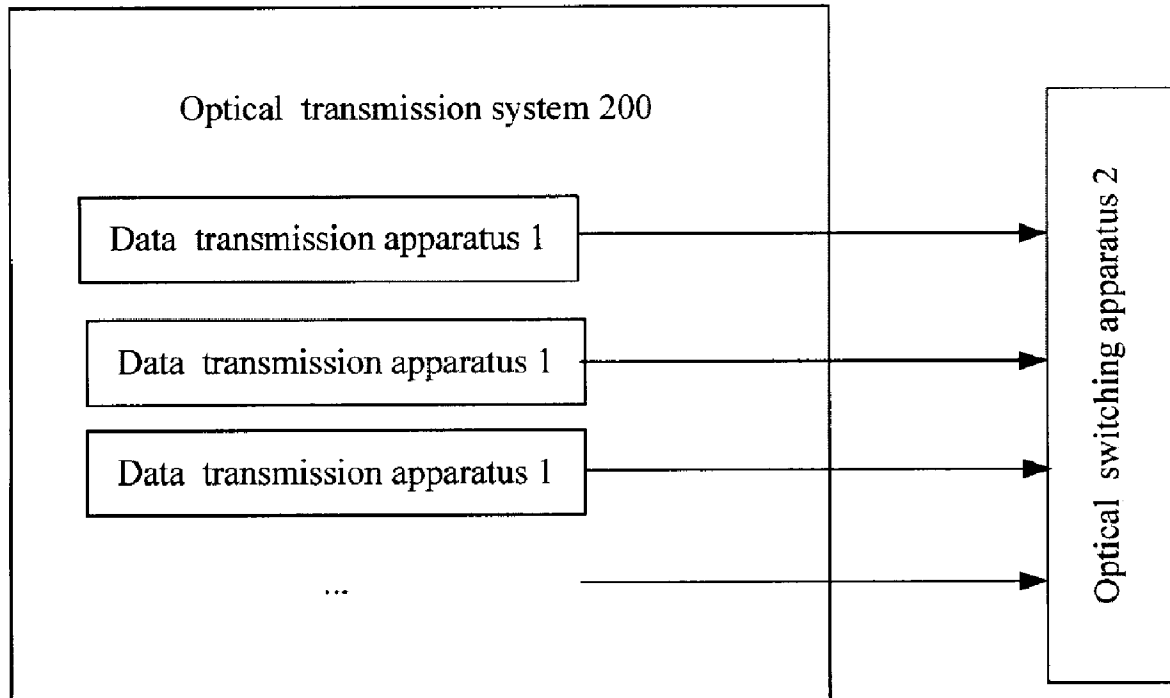 Optical transmission system 200
Data transmission apparatus 1
Data transmission apparatus 1
Data transmission apparatus 1
...
Optical switching apparatus 2